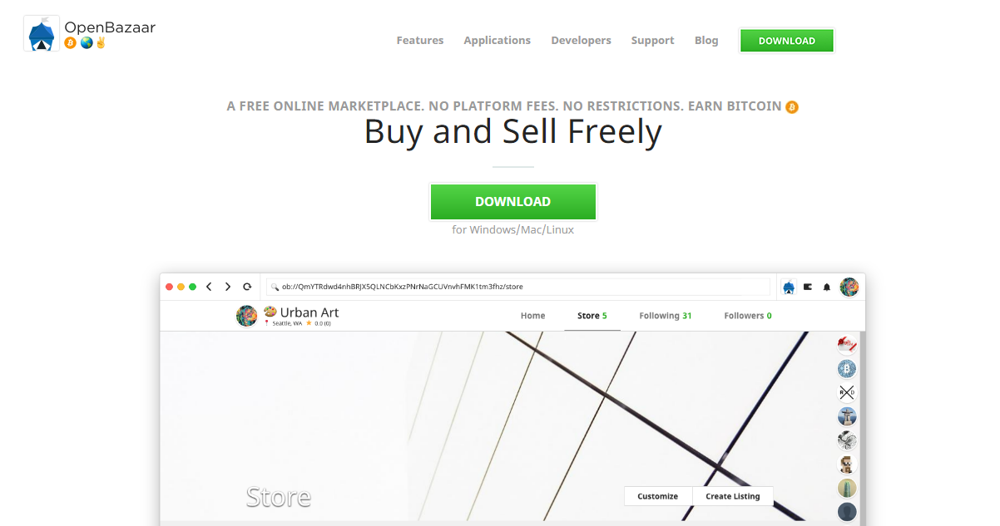 OpenBazaar
Features Applications Developers Support Blog DOWNLOAD
A FREE ONLINE MARKETPLACE. NO PLATFORM FEES. NO RESTRICTIONS. EARN BITCOIN
Buy and Sell Freely
DOWNLOAD
for Windows/Mac/Linux
ob://QmYTRdwd4nhBRJX5QLNCbKxzPNrNaGCUVnvhFMK1tm3fhz/store
Urban Art
Seattle, WA 0.0 (0)
Home Store 5 Following 31 Followers 0
Store
Customize Create Listing